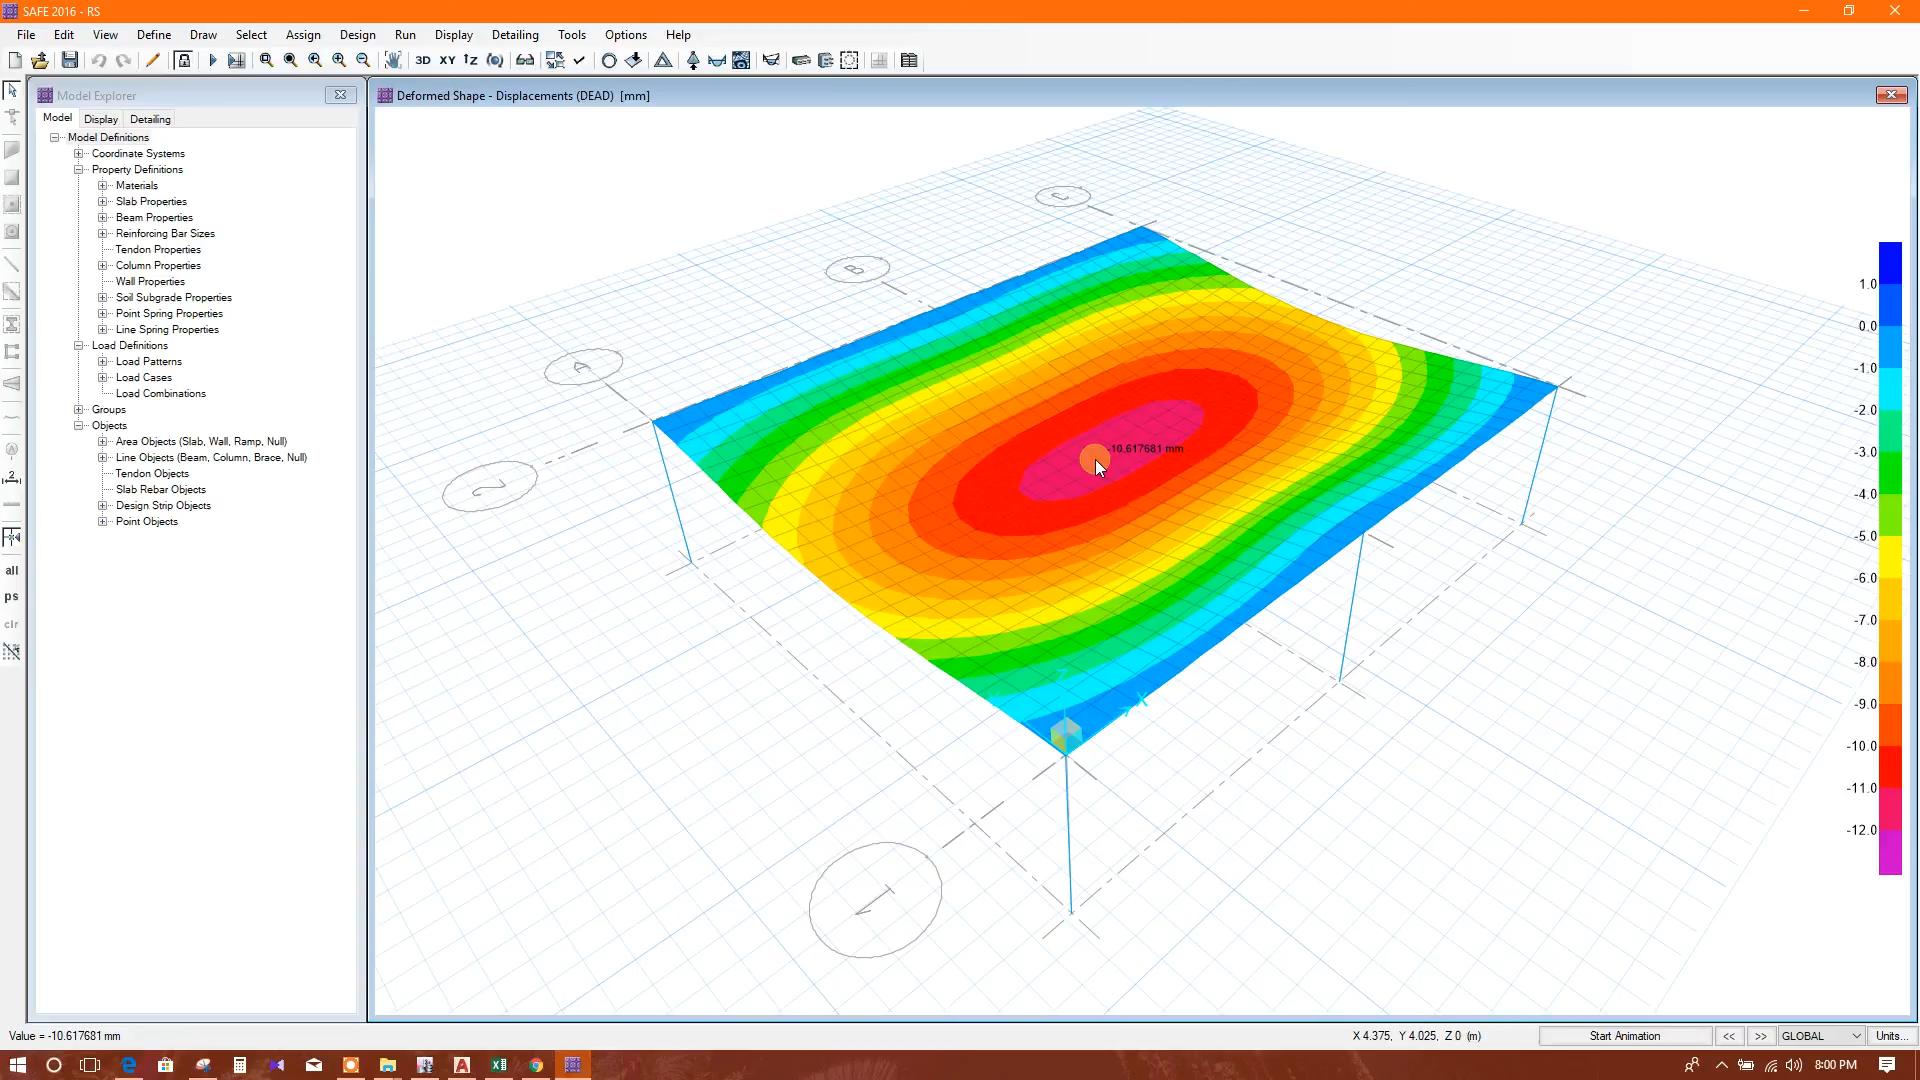 SAFE 2016 - RS
File Edit View Define Draw Select Assign Design Run Display Detailing Tools Options Help
3D XY
Model Explorer
Model Display Detailing
Model Definitions
Coordinate Systems
Property Definitions
Materials
Slab Properties
Beam Properties
Reinforcing Bar Sizes
Tendon Properties
Column Properties
Wall Properties
Soil Subgrade Properties
Point Spring Properties
Line Spring Properties
Load Definitions
Load Patterns
Load Cases
Load Combinations
Groups
Objects
Area Objects (Slab, Wall, Ramp, Null)
Line Objects (Beam, Column, Brace, Null)
Tendon Objects
Slab Rebar Objects
Design Strip Objects
Point Objects
all
ps
clr
Deformed Shape - Displacements (DEAD) [mm]
C
B
A
2
1
-10.617681 mm
Z
X
1.0
0.0
-1.0
-2.0
-3.0
-4.0
-5.0
-6.0
-7.0
-8.0
-9.0
-10.0
-11.0
-12.0
Value = -10.617681 mm
X 4.375, Y 4.025, Z 0 (m)
Start Animation
<< >>
GLOBAL
Units...
8:00 PM